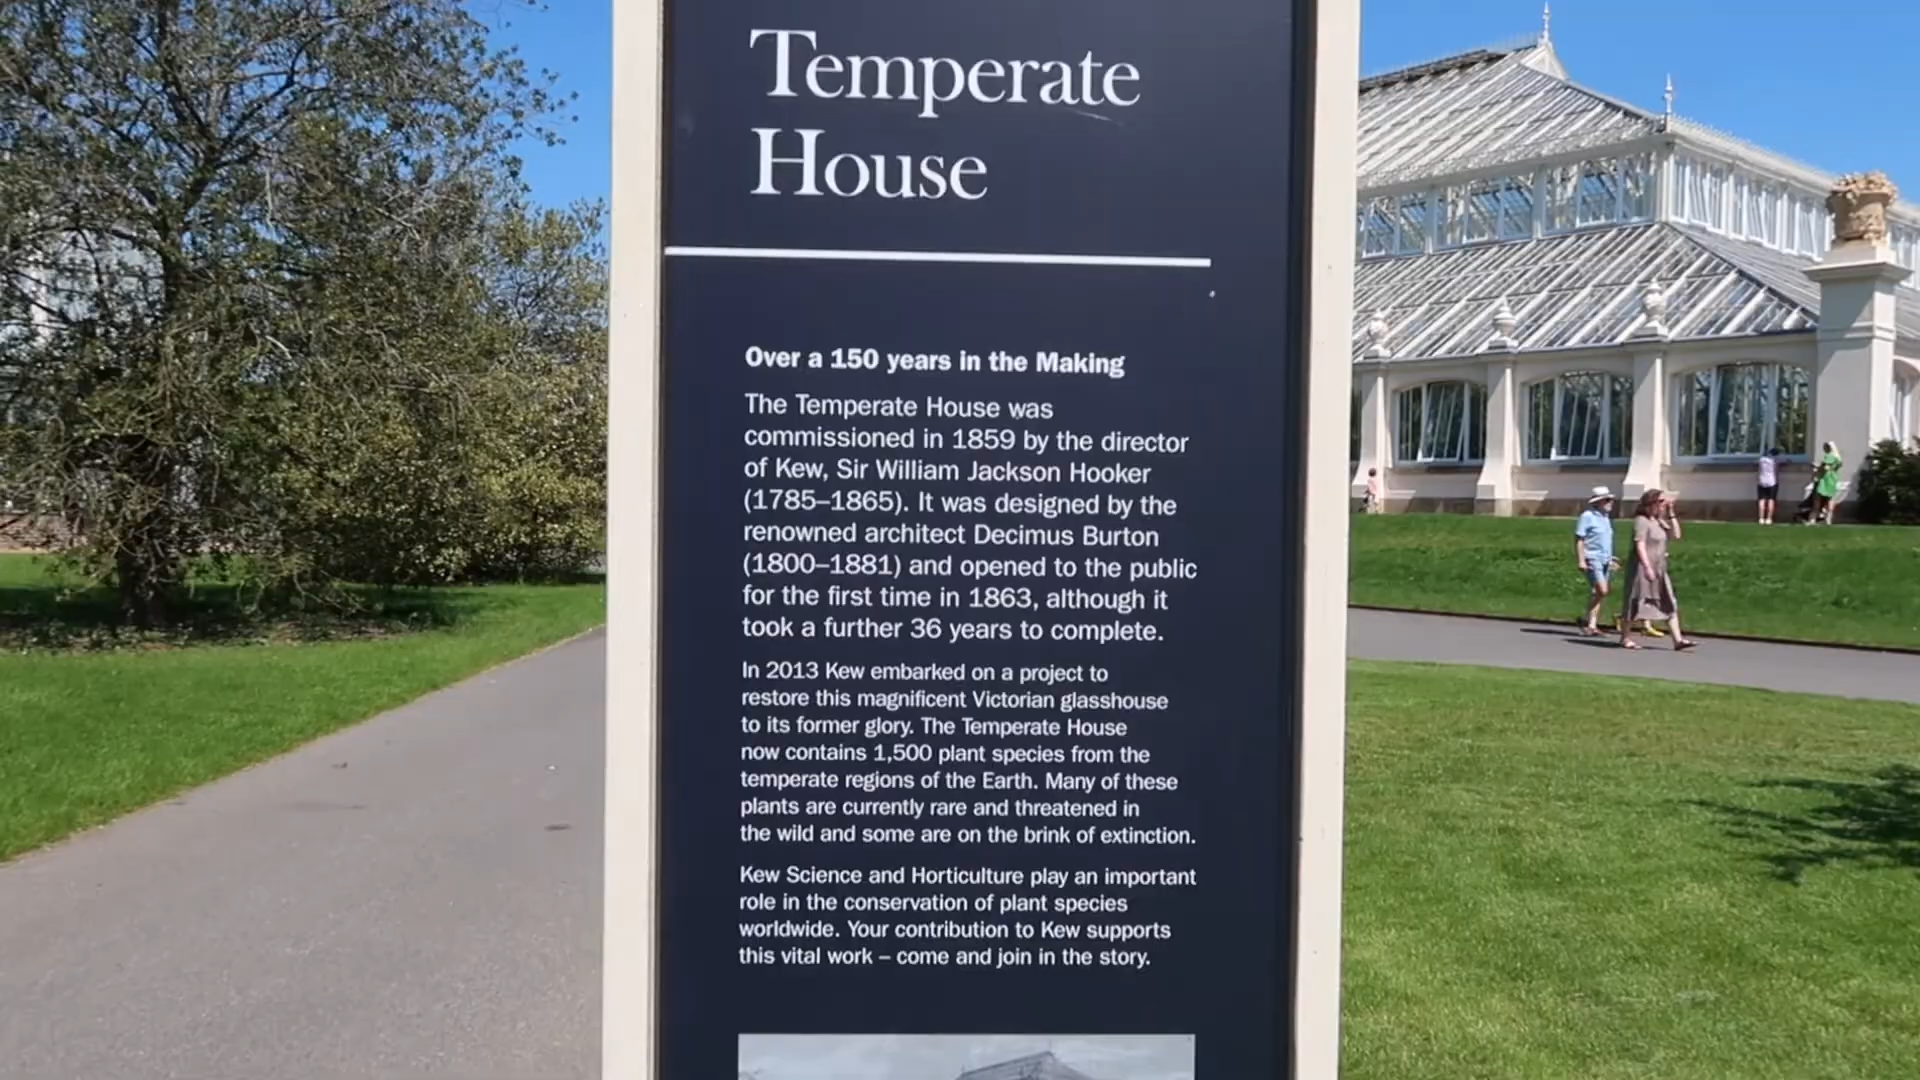 Temperate
House
Over a 150 years in the Making
The Temperate House was
commissioned in 1859 by the director
of Kew, Sir William Jackson Hooker
(1785–1865). It was designed by the
renowned architect Decimus Burton
(1800–1881) and opened to the public
for the first time in 1863, although it
took a further 36 years to complete.
In 2013 Kew embarked on a project to
restore this magnificent Victorian glasshouse
to its former glory. The Temperate House
now contains 1,500 plant species from the
temperate regions of the Earth. Many of these
plants are currently rare and threatened in
the wild and some are on the brink of extinction.
Kew Science and Horticulture play an important
role in the conservation of plant species
worldwide. Your contribution to Kew supports
this vital work – come and join in the story.